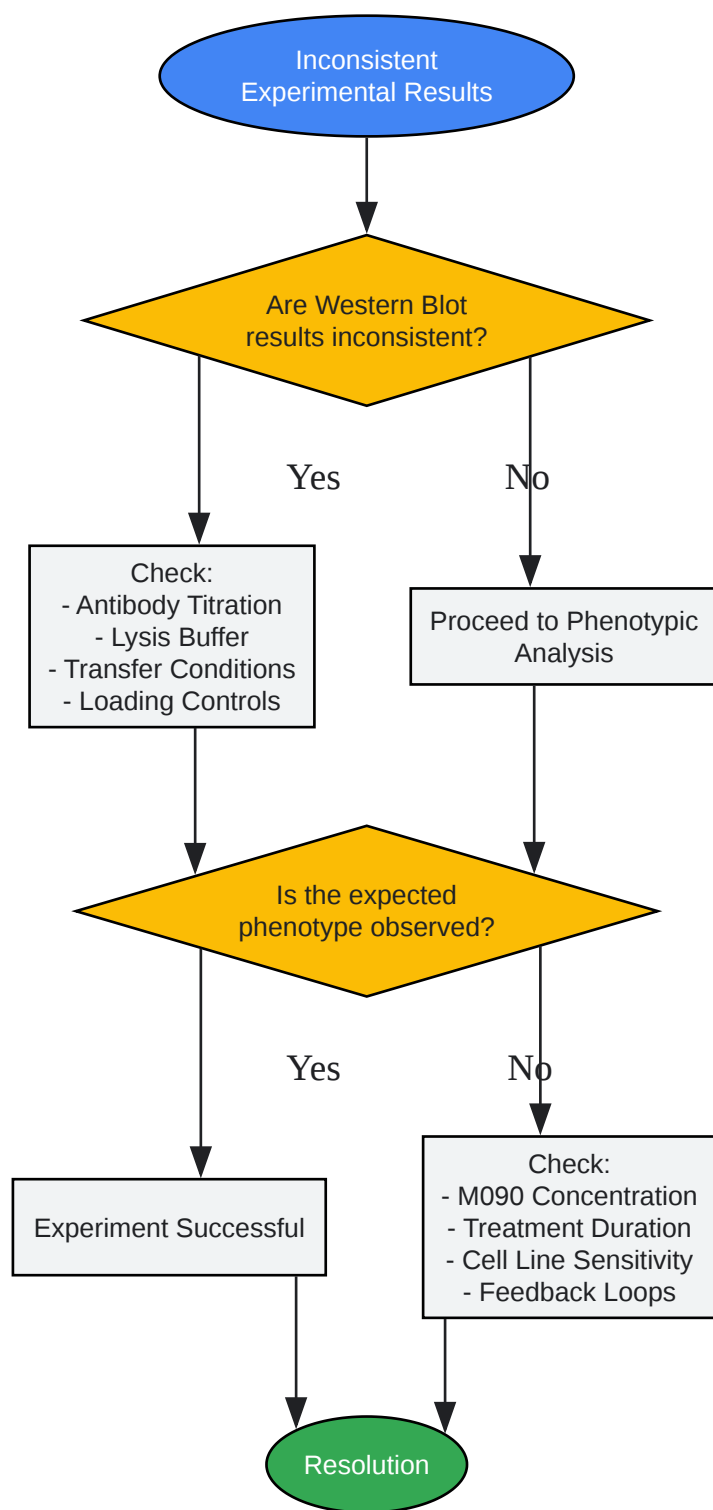 Inconsistent
Experimental Results
Are Western Blot
results inconsistent?
Yes
No
Check:
- Antibody Titration
- Lysis Buffer
- Transfer Conditions
- Loading Controls
Proceed to Phenotypic
Analysis
Is the expected
phenotype observed?
Yes
No
Experiment Successful
Check:
- M090 Concentration
- Treatment Duration
- Cell Line Sensitivity
- Feedback Loops
Resolution